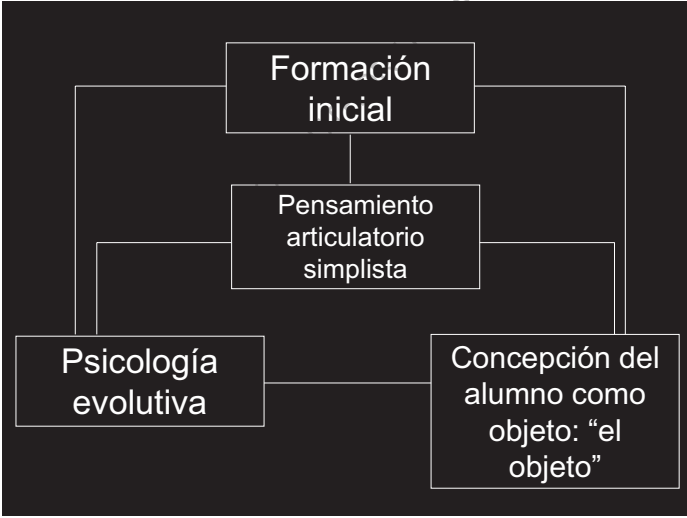 Formación
inicial
Pensamiento
articulatorio
simplista
Psicología
evolutiva
Concepción del
alumno como
objeto: “el
objeto”